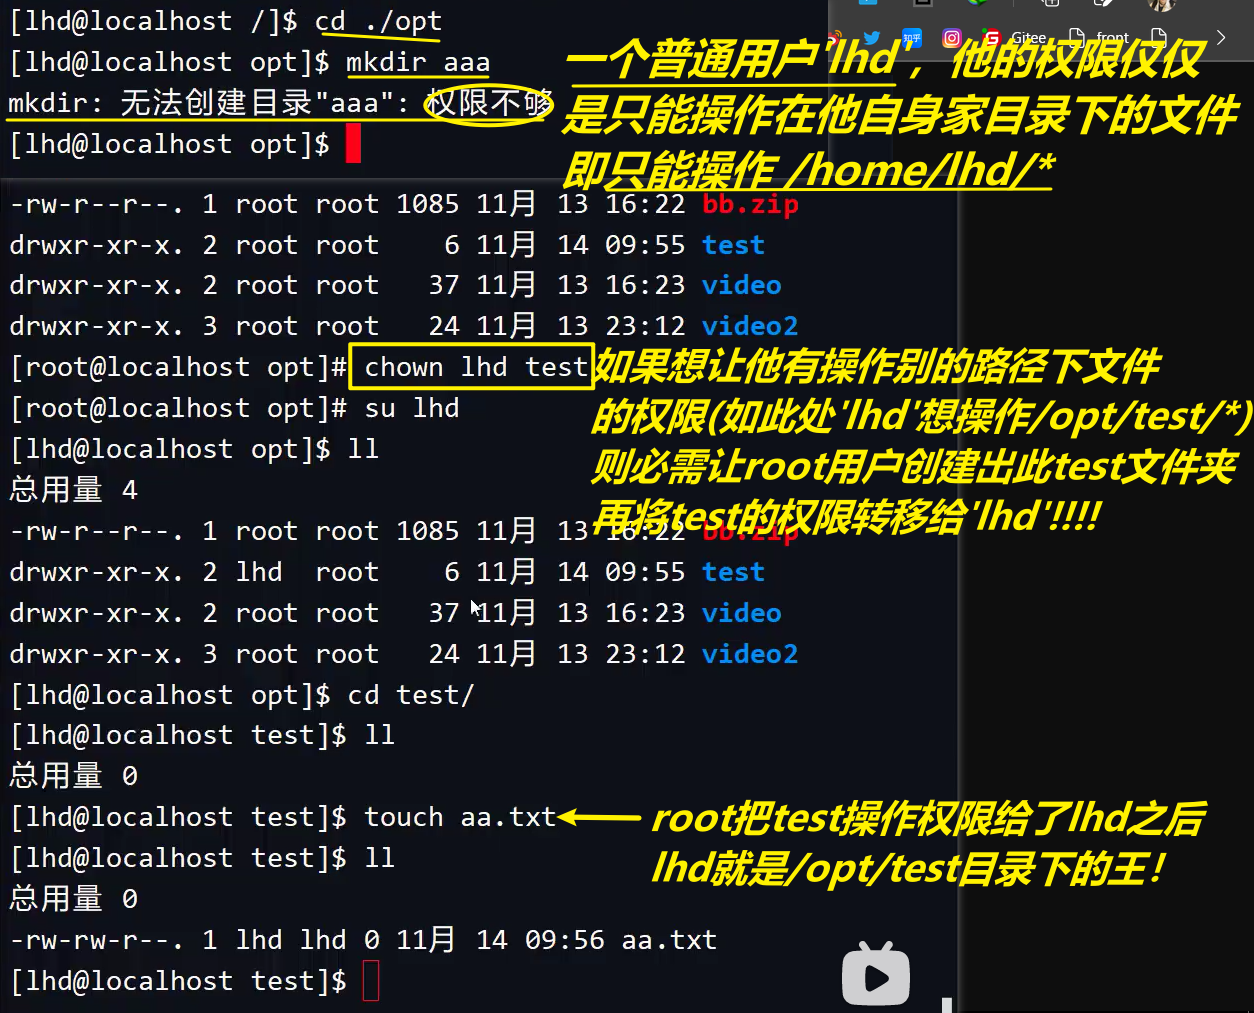 [lhd@localhost /]$ cd ./opt
[lhd@localhost opt]$ mkdir aaa
mkdir: 无法创建目录"aaa": 权限不够
[lhd@localhost opt]$
知乎
Gitee
front
一个普通用户'lhd'，他的权限仅仅
是只能操作在他自身家目录下的文件
即只能操作 /home/lhd/*
-rw-r--r--. 1 root root 1085 11月 13 16:22 bb.zip
drwxr-xr-x. 2 root root 6 11月 14 09:55 test
drwxr-xr-x. 2 root root 37 11月 13 16:23 video
drwxr-xr-x. 3 root root 24 11月 13 23:12 video2
[root@localhost opt]# chown lhd test
[root@localhost opt]# su lhd
[lhd@localhost opt]$ ll
总用量 4
如果想让他有操作别的路径下文件
的权限(如此处'lhd'想操作/opt/test/*)
则必需让root用户创建出此test文件夹
再将test的权限转移给'lhd'!!!!
-rw-r--r--. 1 root root 1085 11月 13 16:22 bb.zip
drwxr-xr-x. 2 lhd root 6 11月 14 09:55 test
drwxr-xr-x. 2 root root 37 11月 13 16:23 video
drwxr-xr-x. 3 root root 24 11月 13 23:12 video2
[lhd@localhost opt]$ cd test/
[lhd@localhost test]$ ll
总用量 0
[lhd@localhost test]$ touch aa.txt
[lhd@localhost test]$ ll
总用量 0
-rw-rw-r--. 1 lhd lhd 0 11月 14 09:56 aa.txt
[lhd@localhost test]$
root把test操作权限给了lhd之后
lhd就是/opt/test目录下的王！